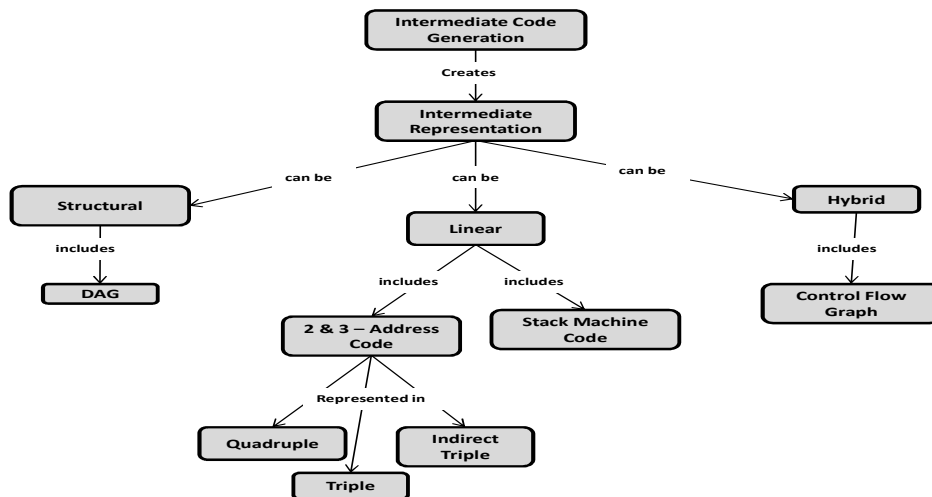 Intermediate Code
Generation
Creates
Intermediate
Representation
can be
can be
can be
Structural
Linear
Hybrid
includes
includes
includes
includes
DAG
2 & 3 – Address
Code
Stack Machine
Code
Control Flow
Graph
Represented in
Quadruple
Triple
Indirect
Triple